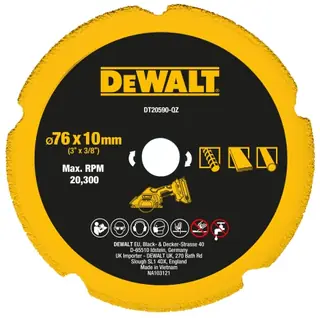 DEWALT
DT20590-QZ
ø76 x 10mm
(3" x 3/8")
Max. RPM
20,300
DEWALT EU, Black- & Decker-Strasse 40
D-65510 Idstein, Germany
UK Importer - DEWALT UK, 270 Bath Rd
Slough SL1 4DX, England
Made in Vietnam
NA103121